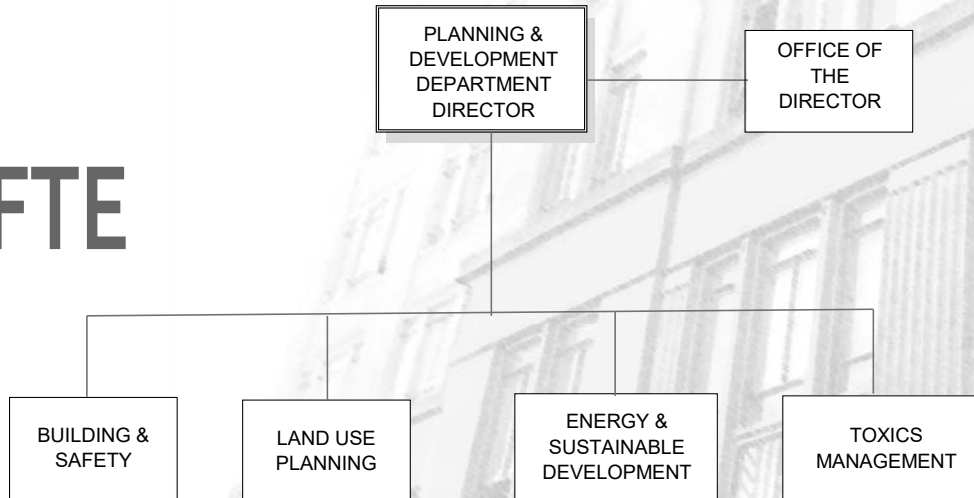 PLANNING &
DEVELOPMENT
DEPARTMENT
DIRECTOR
OFFICE OF
THE
DIRECTOR
FTE
BUILDING &
SAFETY
LAND USE
PLANNING
ENERGY &
SUSTAINABLE
DEVELOPMENT
TOXICS
MANAGEMENT